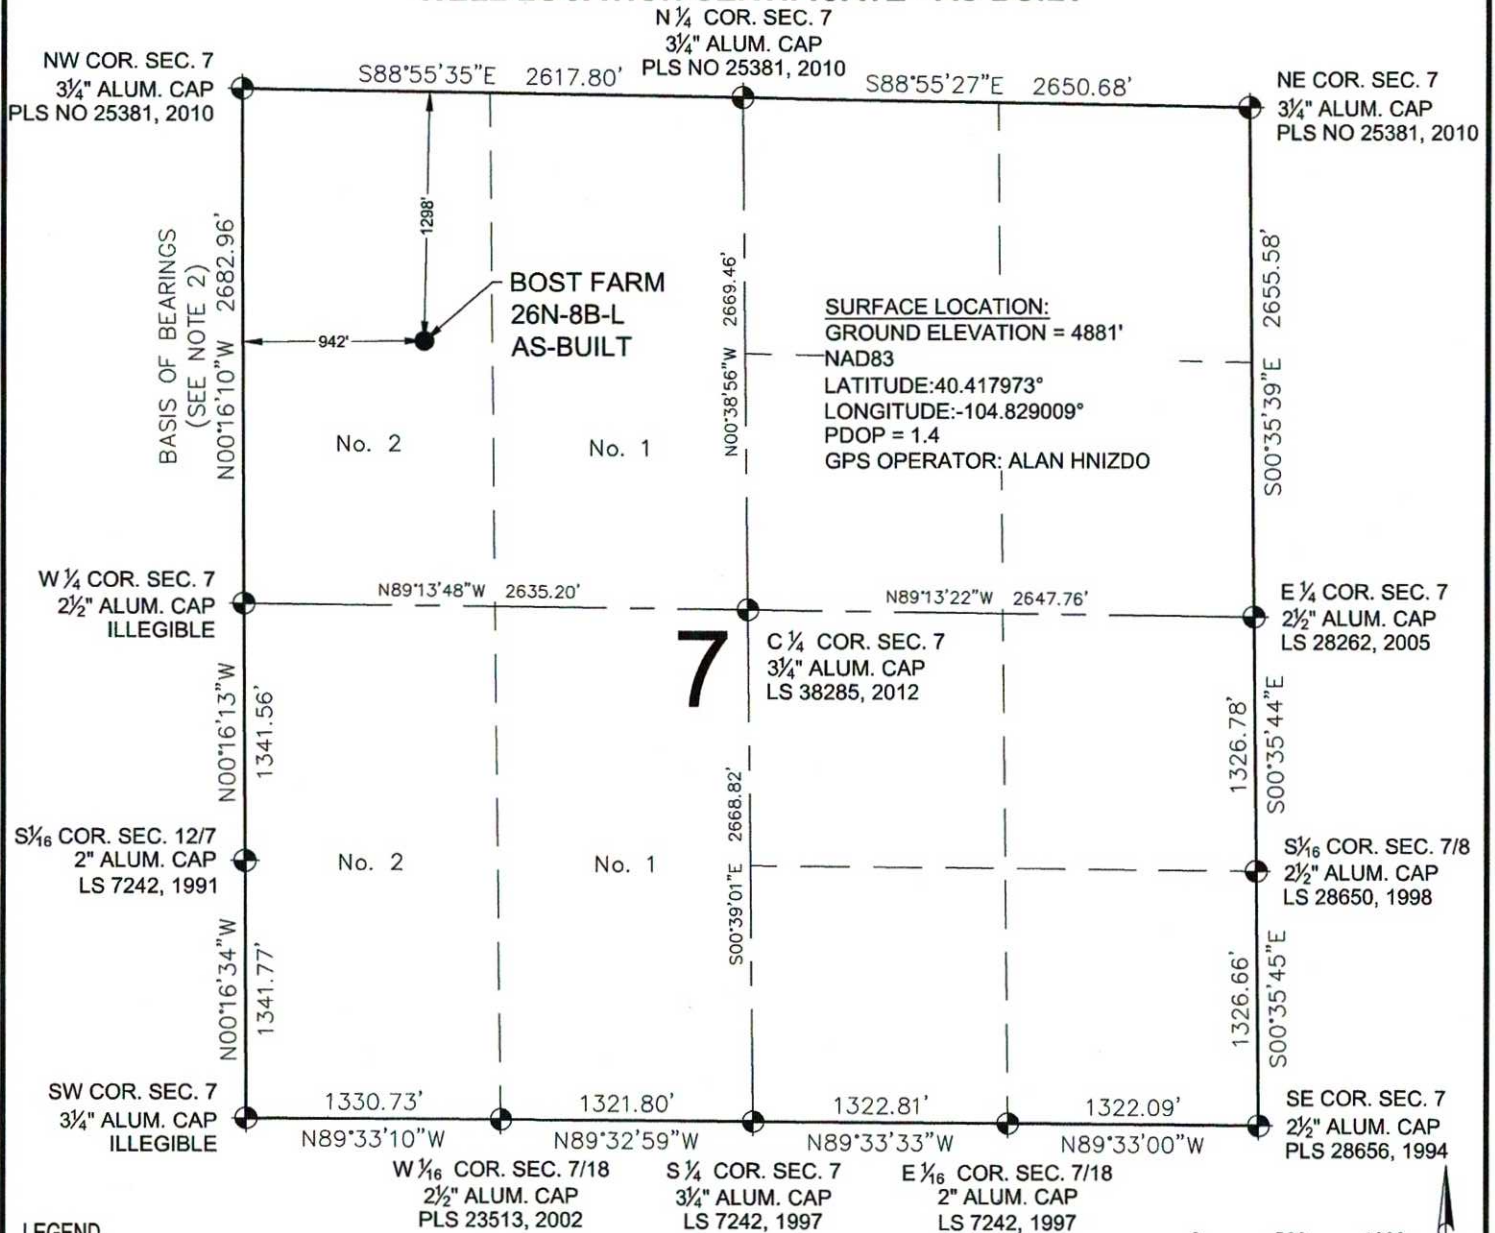 N ¼ COR. SEC. 7
3¼" ALUM. CAP
PLS NO 25381, 2010
NW COR. SEC. 7
3¼" ALUM. CAP
PLS NO 25381, 2010
S88°55'35"E 2617.80'
S88°55'27"E 2650.68'
NE COR. SEC. 7
3¼" ALUM. CAP
PLS NO 25381, 2010
1298'
942'
BOST FARM
26N-8B-L
AS-BUILT
BASIS OF BEARINGS
(SEE NOTE 2)
N00°16'10"W 2682.96'
N00°38'56"W 2669.46'
SURFACE LOCATION:
GROUND ELEVATION = 4881'
NAD83
LATITUDE:40.417973°
LONGITUDE:-104.829009°
PDOP = 1.4
GPS OPERATOR: ALAN HNIZDO
S00°35'39"E 2655.58'
No. 2
No. 1
W ¼ COR. SEC. 7
2½" ALUM. CAP
ILLEGIBLE
N89°13'48"W 2635.20'
N89°13'22"W 2647.76'
E ¼ COR. SEC. 7
2½" ALUM. CAP
LS 28262, 2005
7
C ¼ COR. SEC. 7
3¼" ALUM. CAP
LS 38285, 2012
N00°16'13"W
1341.56'
1326.78'
S00°35'44"E
S00°39'01"E 2668.82'
S1⁄16 COR. SEC. 12/7
2" ALUM. CAP
LS 7242, 1991
No. 2
No. 1
S1⁄16 COR. SEC. 7/8
2½" ALUM. CAP
LS 28650, 1998
N00°16'34"W
1341.77'
1326.66'
S00°35'45"E
SW COR. SEC. 7
3¼" ALUM. CAP
ILLEGIBLE
1330.73'
N89°33'10"W
1321.80'
N89°32'59"W
1322.81'
N89°33'33"W
1322.09'
N89°33'00"W
SE COR. SEC. 7
2½" ALUM. CAP
PLS 28656, 1994
W 1⁄16 COR. SEC. 7/18
2½" ALUM. CAP
PLS 23513, 2002
S ¼ COR. SEC. 7
3¼" ALUM. CAP
LS 7242, 1997
E 1⁄16 COR. SEC. 7/18
2" ALUM. CAP
LS 7242, 1997
LEGEND